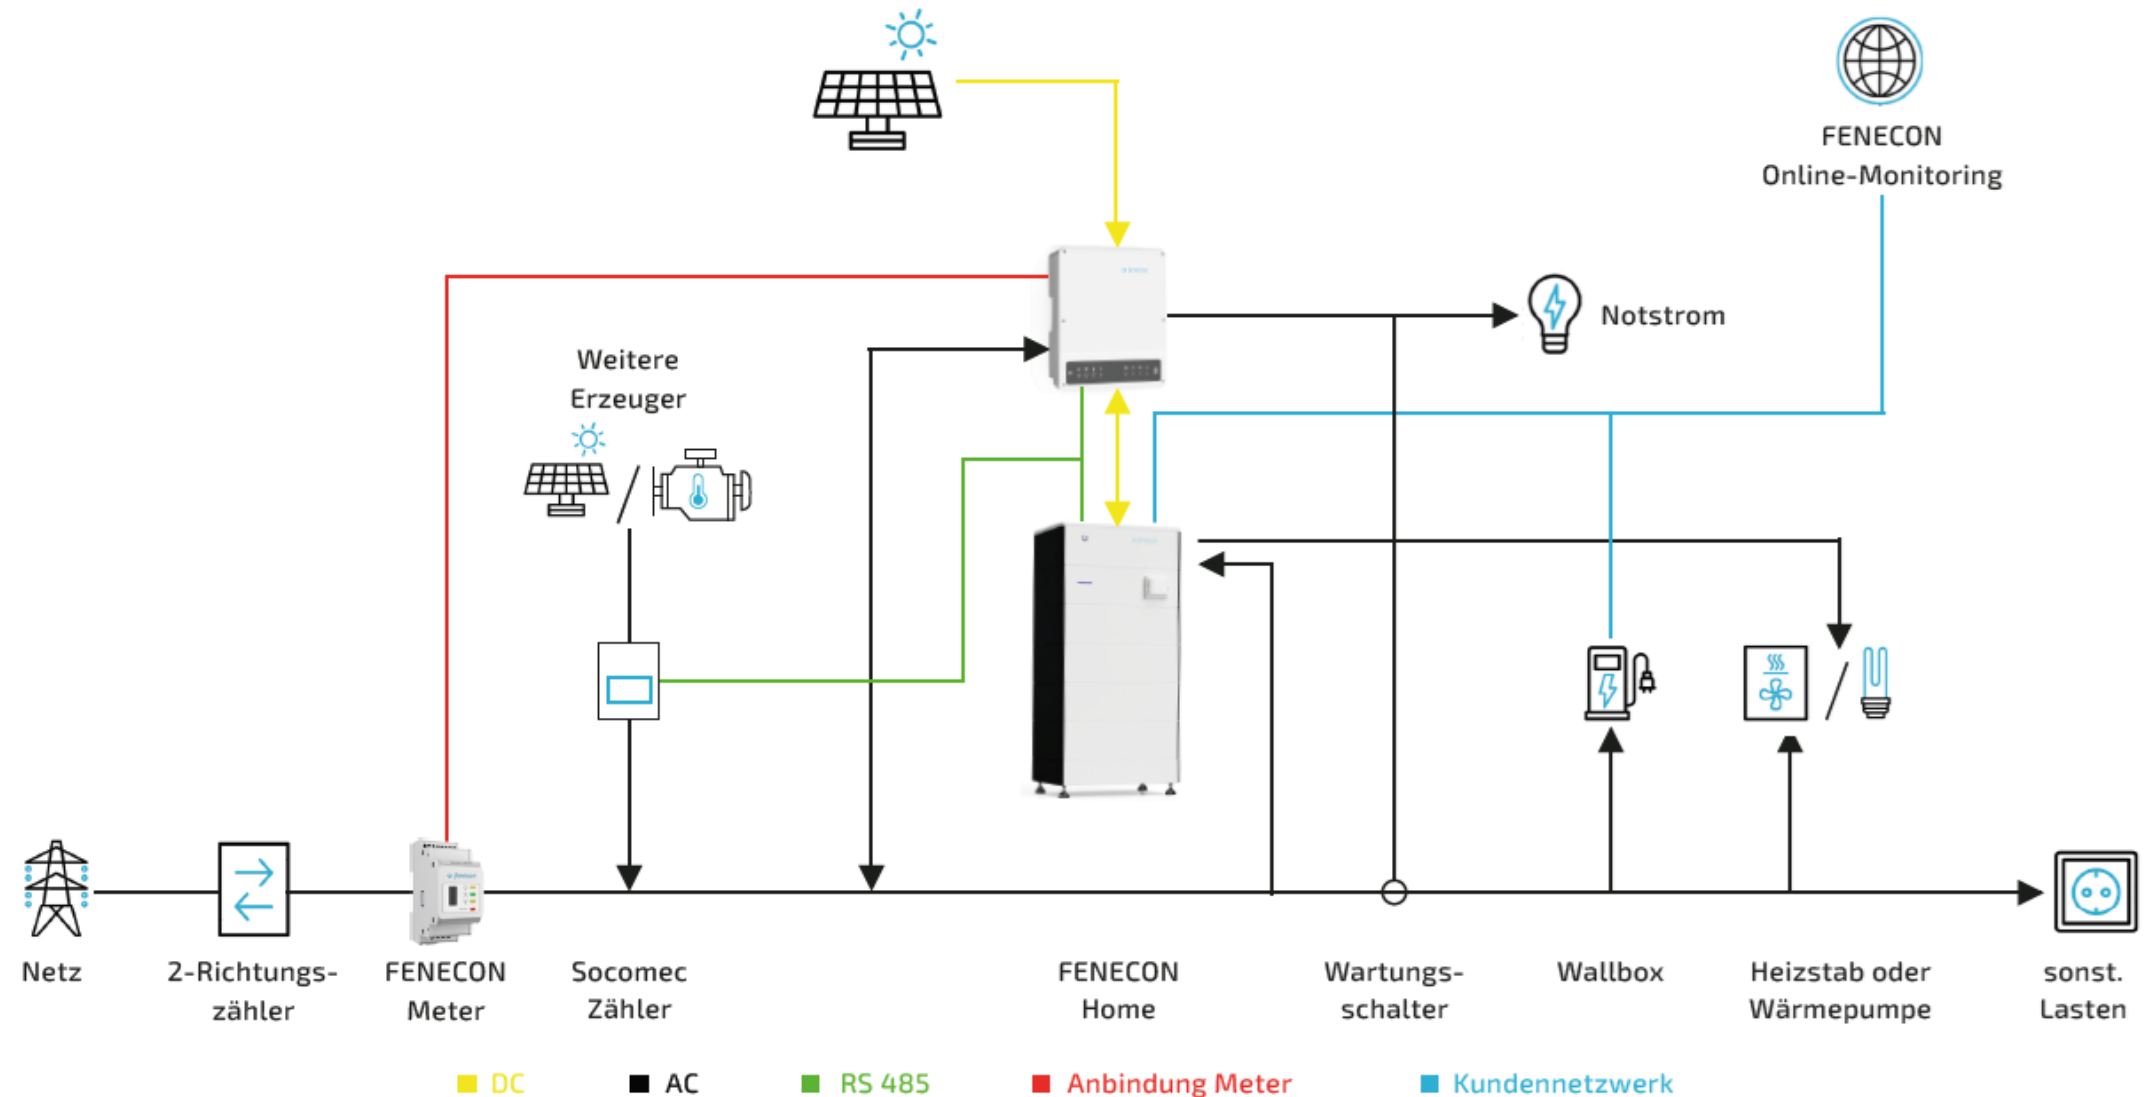 FENECON
Online-Monitoring
Notstrom
Weitere
Erzeuger
Netz
2-Richtungs-
zähler
FENECON
Meter
Socomec
Zähler
FENECON
Home
Wartungs-
schalter
Wallbox
Heizstab oder
Wärmepumpe
sonst.
Lasten
DC
AC
RS 485
Anbindung Meter
Kundennetzwerk